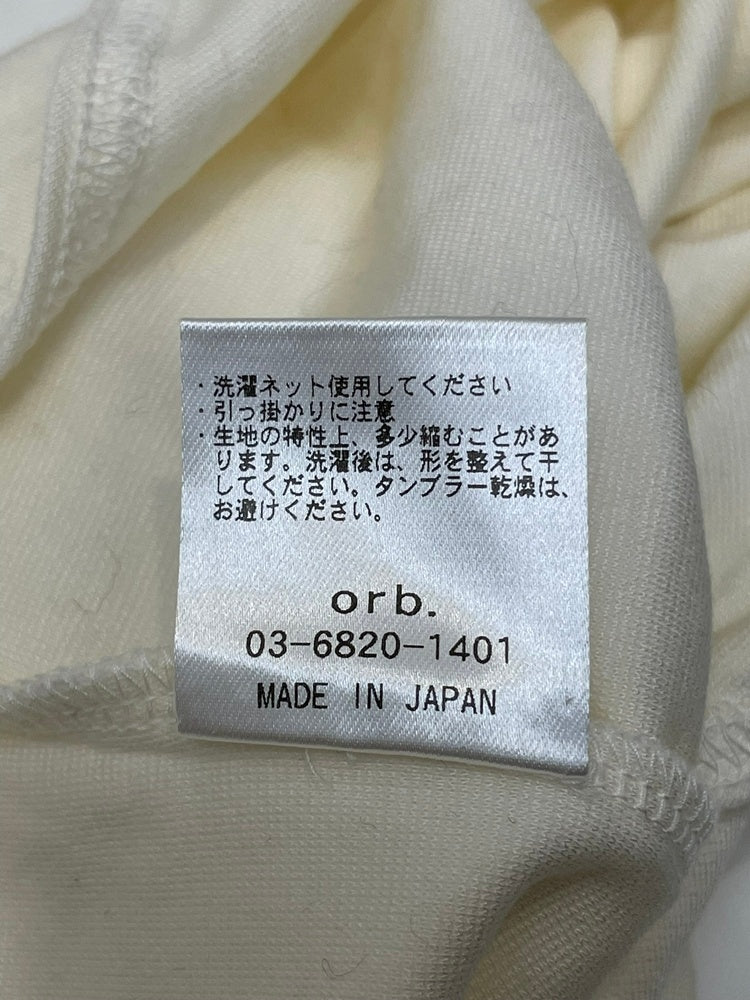 ・洗濯ネット使用してください
・引っ掛かりに注意
・生地の特性上、多少縮むことがあ
ります。洗濯後は、形を整えて干
してください。タンブラー乾燥は、
お避けください。
orb.
03-6820-1401
MADE IN JAPAN